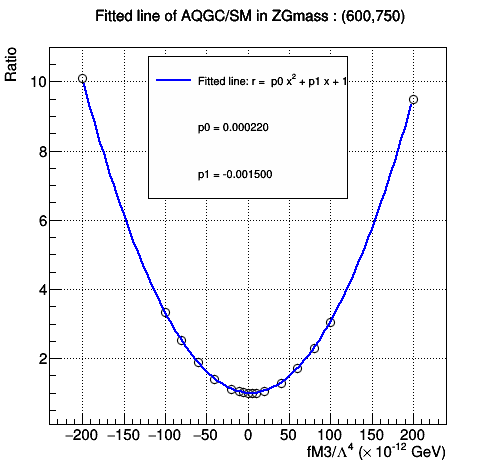 Fitted line of AQGC/SM in ZGmass : (600,750)
Ratio
Fitted line: r = p0 x² + p1 x + 1
p0 = 0.000220
p1 = -0.001500
10
8
6
4
2
−200 −150 −100 −50 0 50 100 150 200
fM3/Λ⁴ (× 10⁻¹² GeV)